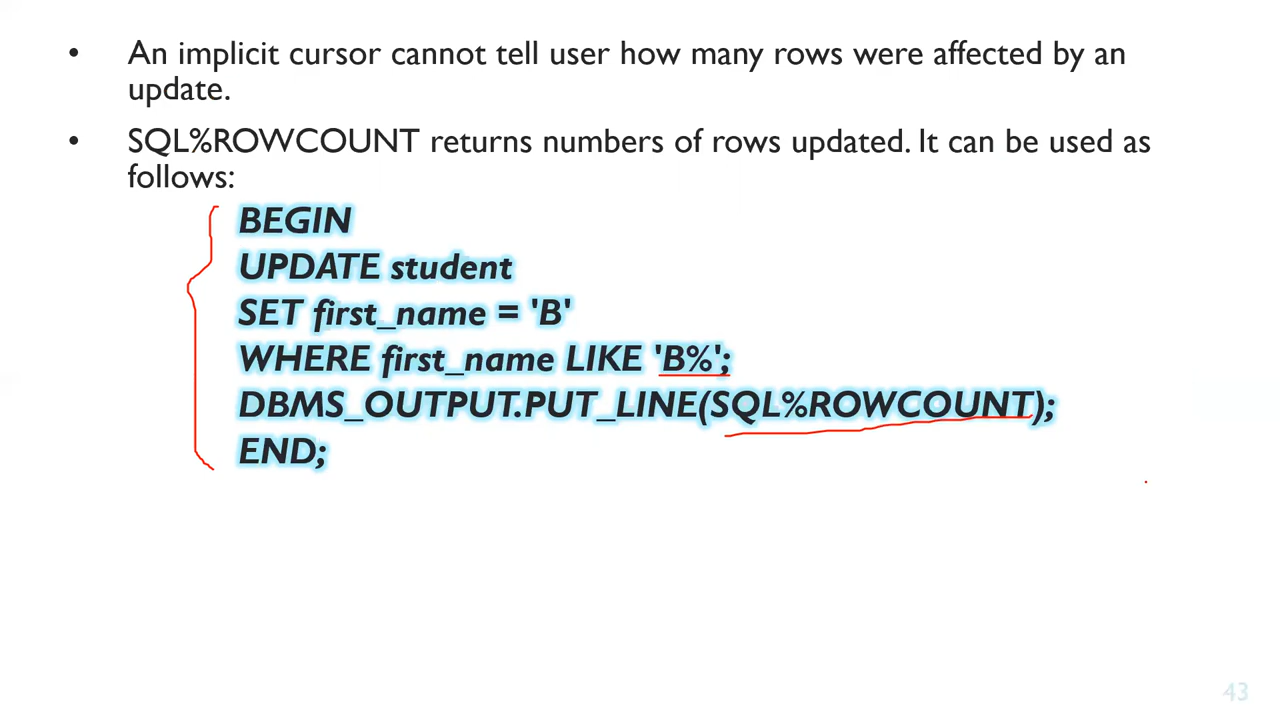 • An implicit cursor cannot tell user how many rows were affected by an
update.
• SQL%ROWCOUNT returns numbers of rows updated. It can be used as
follows:
BEGIN
UPDATE student
SET first_name = 'B'
WHERE first_name LIKE 'B%';
DBMS_OUTPUT.PUT_LINE(SQL%ROWCOUNT);
END;
43